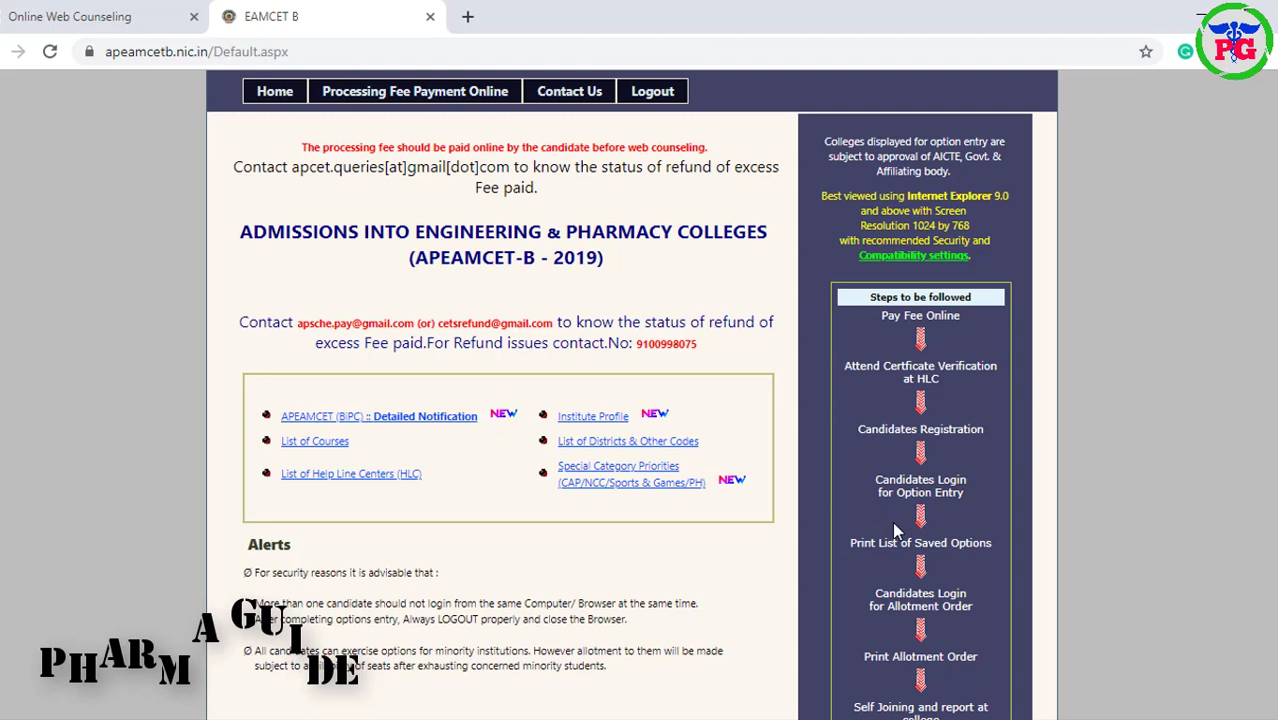 Online Web Counseling
EAMCET B
apeamcetb.nic.in/Default.aspx
PG
Home
Processing Fee Payment Online
Contact Us
Logout
The processing fee should be paid online by the candidate before web counseling.
Contact apcet.queries[at]gmail[dot]com to know the status of refund of excess
Fee paid.
ADMISSIONS INTO ENGINEERING & PHARMACY COLLEGES
(APEAMCET-B - 2019)
Contact apsche.pay@gmail.com (or) cetsrefund@gmail.com to know the status of refund of
excess Fee paid.For Refund issues contact.No: 9100998075
APEAMCET (BiPC) :: Detailed Notification NEW
Institute Profile NEW
List of Courses
List of Districts & Other Codes
List of Help Line Centers (HLC)
Special Category Priorities
(CAP/NCC/Sports & Games/PH) NEW
Alerts
Ø For security reasons it is advisable that :
More than one candidate should not login from the same Computer/ Browser at the same time.
After completing options entry, Always LOGOUT properly and close the Browser.
Ø All candidates can exercise options for minority institutions. However allotment to them will be made
subject to availability of seats after exhausting concerned minority students.
PHARMA GUIDE
Colleges displayed for option entry are
subject to approval of AICTE, Govt. &
Affiliating body.
Best viewed using Internet Explorer 9.0
and above with Screen
Resolution 1024 by 768
with recommended Security and
Compatibility settings.
Steps to be followed
Pay Fee Online
Attend Certficate Verification
at HLC
Candidates Registration
Candidates Login
for Option Entry
Print List of Saved Options
Candidates Login
for Allotment Order
Print Allotment Order
Self Joining and report at
college